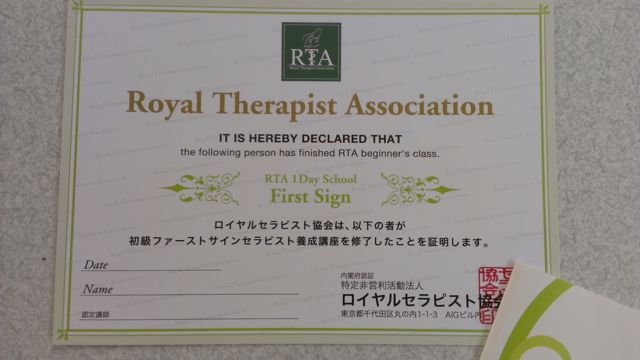 RTA
Royal Therapist Association
Royal Therapist Association
IT IS HEREBY DECLARED THAT
the following person has finished RTA beginner's class.
RTA 1Day School
First Sign
ロイヤルセラピスト協会は、以下の者が
初級ファーストサインセラピスト養成講座を修了したことを証明します。
Date
Name
認定講師
内閣府認証
特定非営利活動法人
ロイヤルセラピスト協会
東京都千代田区丸の内1-1-3 AIGビル内